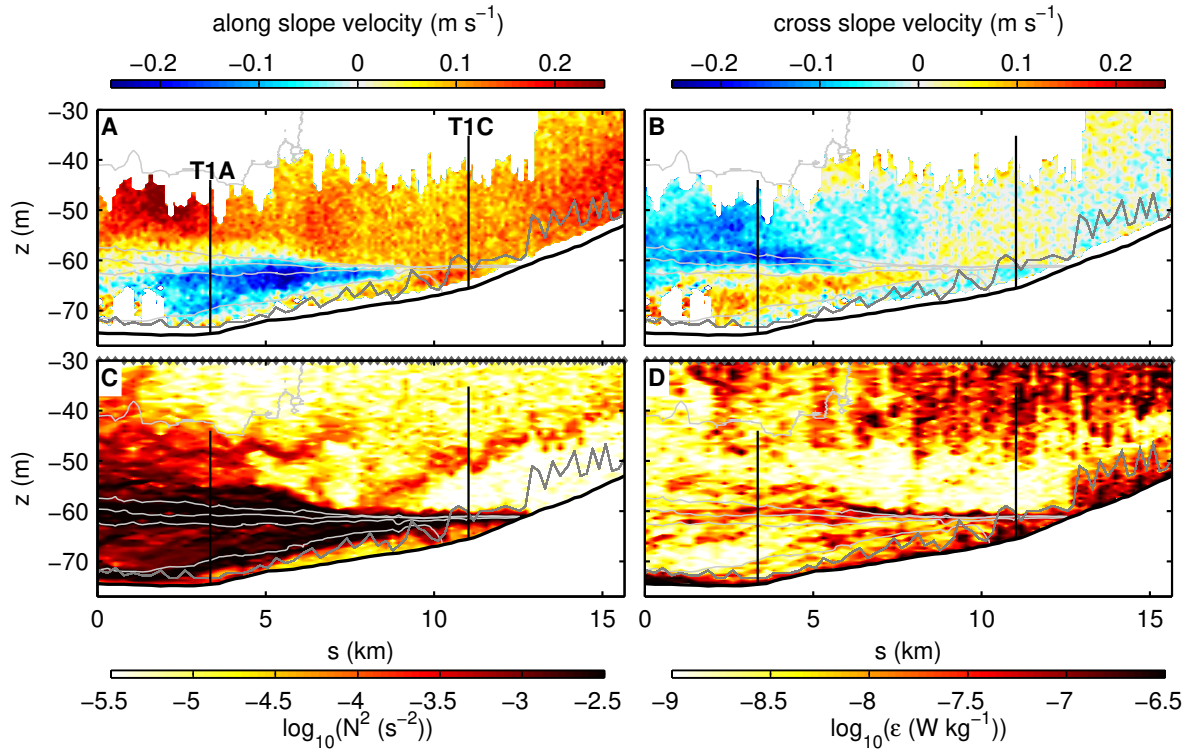 along slope velocity (m s⁻¹)
cross slope velocity (m s⁻¹)
−0.2 −0.1 0 0.1 0.2
−0.2 −0.1 0 0.1 0.2
−30
−40
−50
−60
−70
z (m)
A
T1A
T1C
B
−30
−40
−50
−60
−70
z (m)
C
D
0 5 10 15
0 5 10 15
s (km)
s (km)
−5.5 −5 −4.5 −4 −3.5 −3 −2.5
−9 −8.5 −8 −7.5 −7 −6.5
log₁₀(N² (s⁻²))
log₁₀(ε (W kg⁻¹))